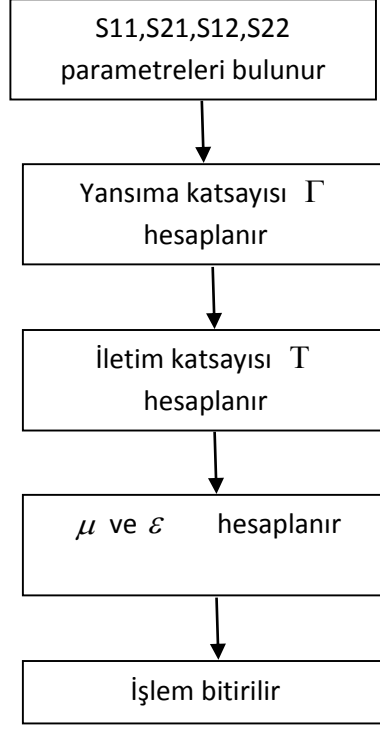 S11,S21,S12,S22
parametreleri bulunur
Yansıma katsayısı Γ
hesaplanır
İletim katsayısı T
hesaplanır
μ ve ε hesaplanır
İşlem bitirilir